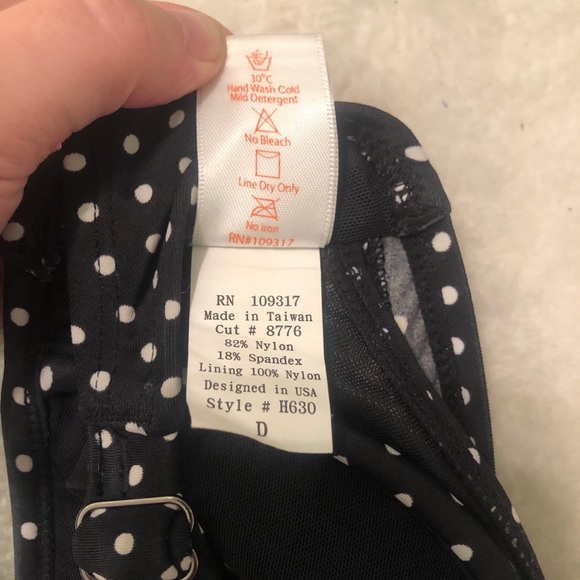 30°C
Hand Wash Cold
Mild Detergent
No Bleach
Line Dry Only
No Iron
RN#109317
RN 109317
Made in Taiwan
Cut # 8776
82% Nylon
18% Spandex
Lining 100% Nylon
Designed in USA
Style # H630
D